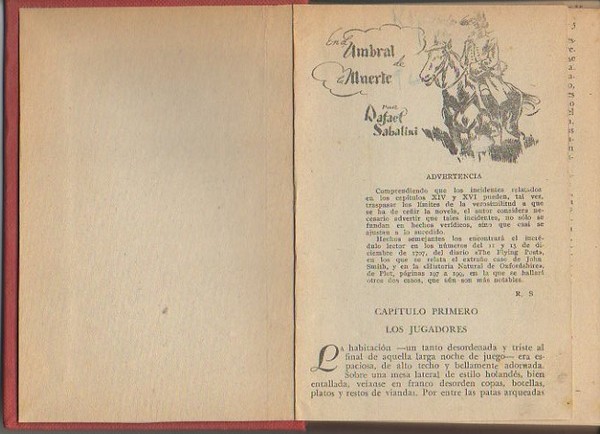 En el
Umbral
de
la
Muerte
Por
Rafael
Sabatini
ADVERTENCIA
Comprendiendo que los incidentes relatados
en los capítulos XIV y XVI pueden, tal vez,
traspasar los límites de la verosimilitud a que
se ha de ceñir la novela, el autor considera ne-
cesario advertir que tales incidentes, no sólo se
fundan en hechos verídicos, sino que casi se
ajustan a lo sucedido.
Hechos semejantes los encontrará el incré-
dulo lector en los números del 11 y 13 de di-
ciembre de 1707, del diario «The Flying Post»,
en los que se relata el extraño caso de John
Smith, y en la «Historia Natural de Oxfordshire»,
de Plot, páginas 197 a 199, en la que se hallará
otros dos casos, que aún son más notables.
R. S
CAPÍTULO PRIMERO
LOS JUGADORES
La habitación —un tanto desordenada y triste al
final de aquella larga noche de juego— era es-
paciosa, de alto techo y bellamente adornada.
Sobre una mesa lateral de estilo holandés, bien
entallada, veíanse en franco desorden copas, botellas,
platos y restos de viandas. Por entre las patas arqueadas